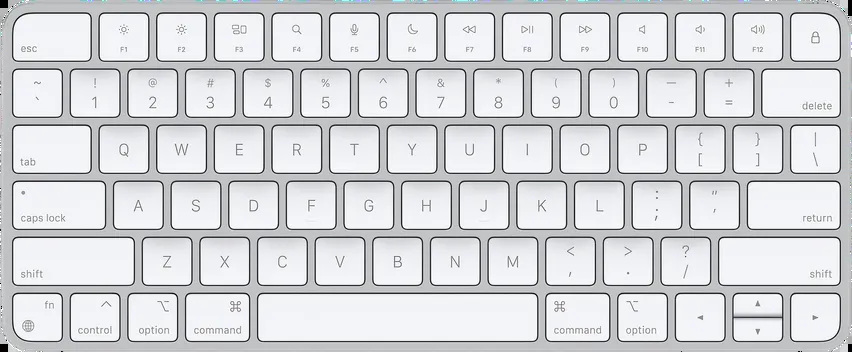 esc F1 F2 F3 F4 F5 F6 F7 F8 F9 F10 F11 F12
~ ! @ # $ % ^ & * ( ) — +
` 1 2 3 4 5 6 7 8 9 0 - = delete
tab Q W E R T Y U I O P { [ } ] | \
caps lock A S D F G H J K L : ; " ' return
shift Z X C V B N M < , > . ? / shift
fn ^ ⌥ ⌘ ⌘ ⌥
control option command command option ◄ ▲ ▼ ►